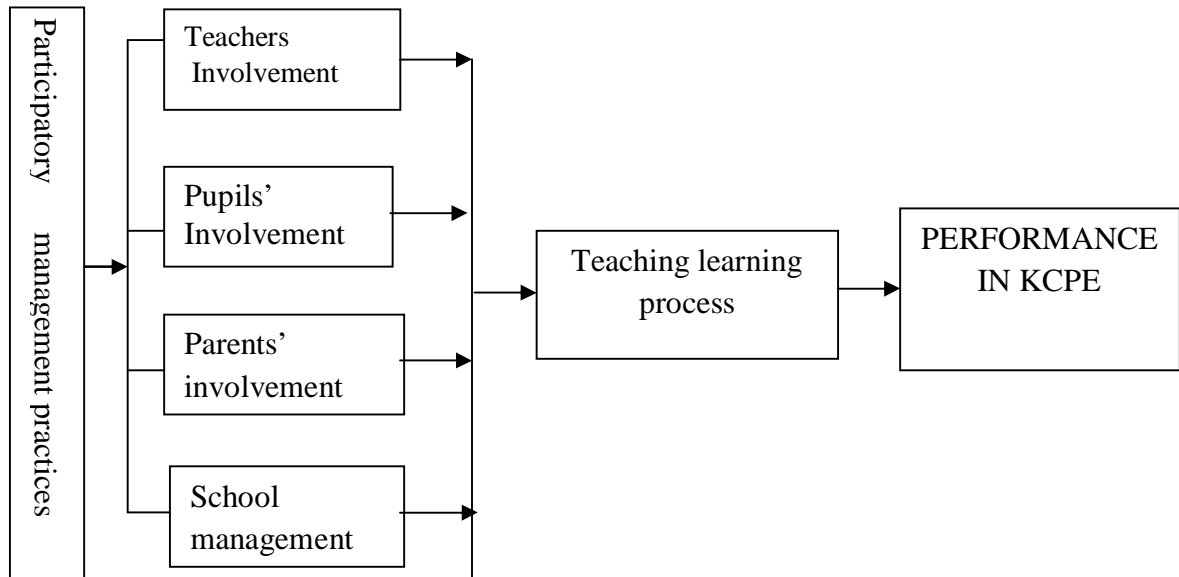 Participatory management practices
Teachers
Involvement
Pupils’
Involvement
Parents’
involvement
School
management
Teaching learning
process
PERFORMANCE
IN KCPE